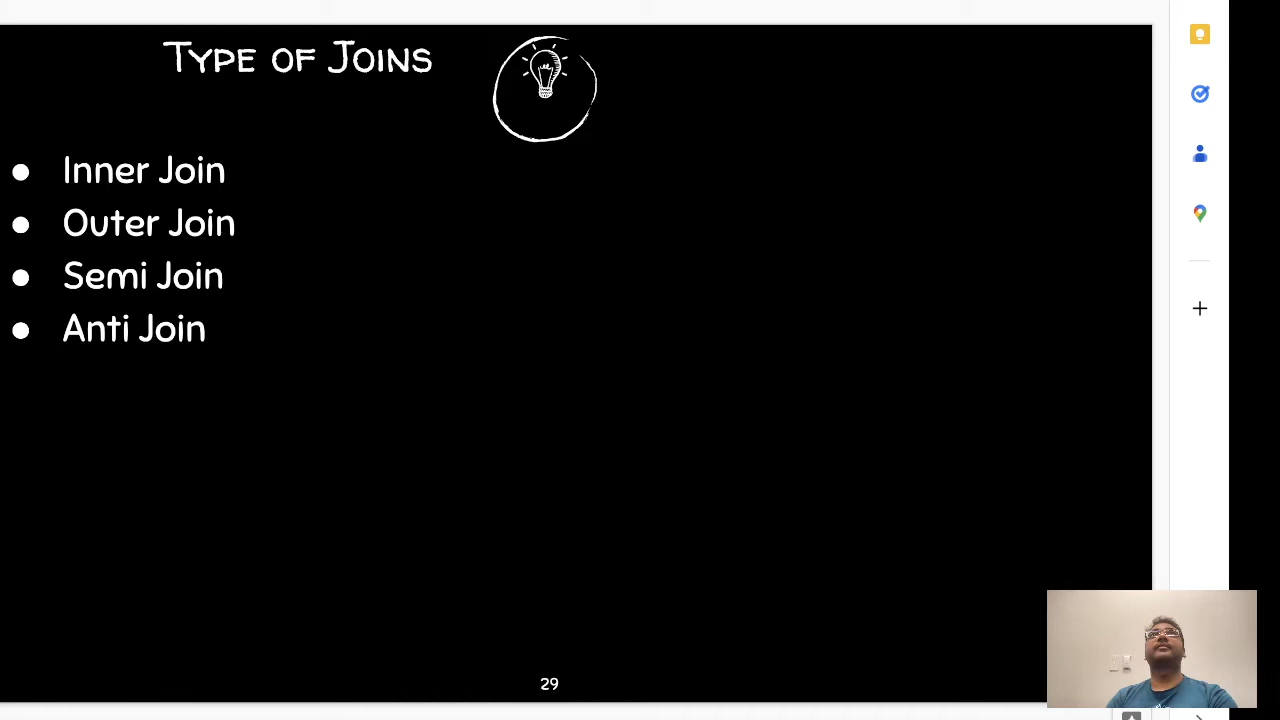 Type of Joins
● Inner Join
● Outer Join
● Semi Join
● Anti Join
29